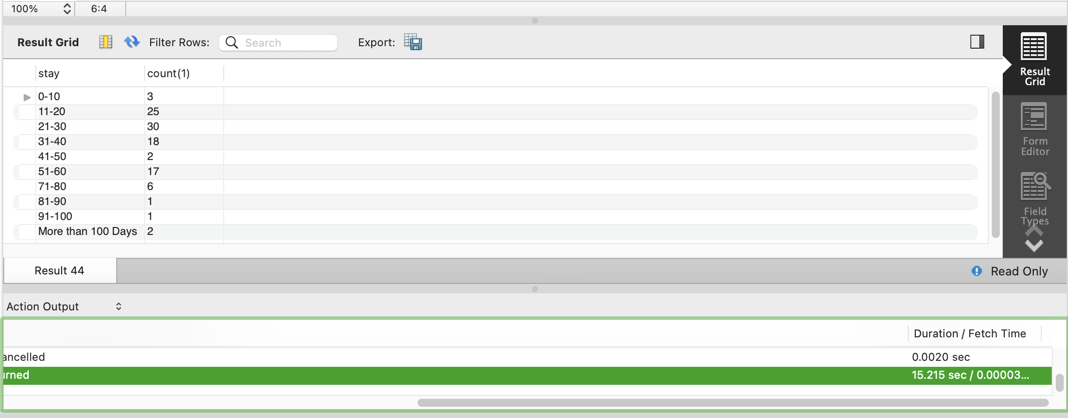 100% 6:4
Result Grid Filter Rows: Search Export:
stay count(1)
0-10 3
11-20 25
21-30 30
31-40 18
41-50 2
51-60 17
71-80 6
81-90 1
91-100 1
More than 100 Days 2
Result
Grid
Form
Editor
Field
Types
Result 44 Read Only
Action Output
Duration / Fetch Time
ancelled 0.0020 sec
urned 15.215 sec / 0.00003...